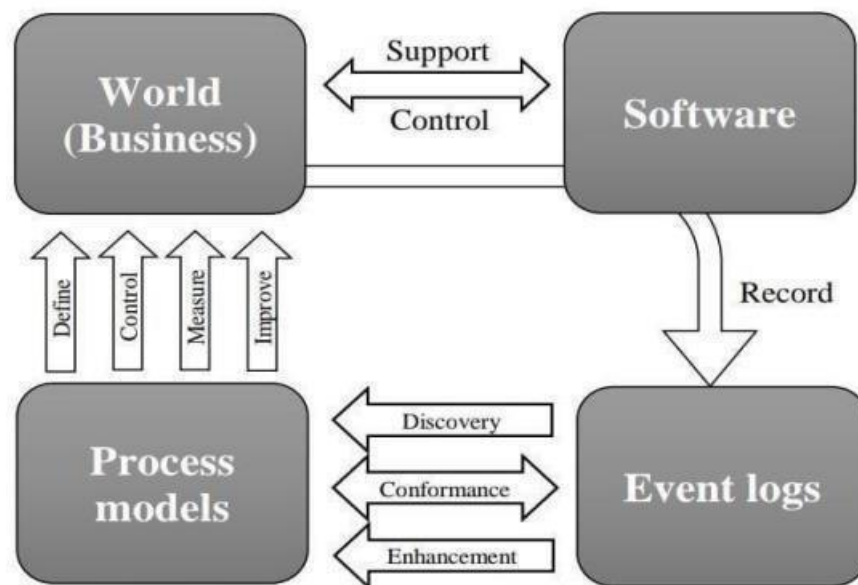 World
(Business)
Support
Control
Software
Define
Control
Measure
Improve
Record
Process
models
Discovery
Conformance
Enhancement
Event logs